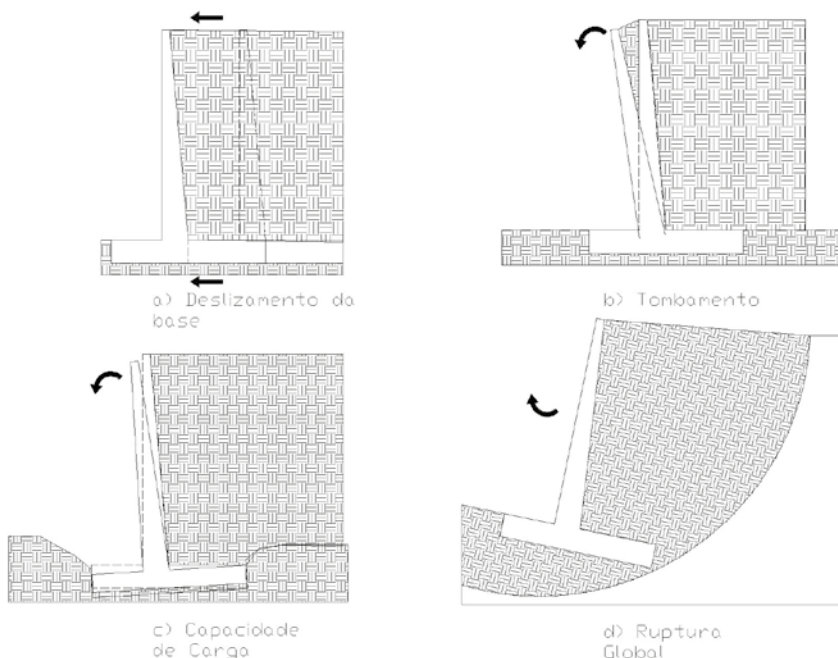 a) Deslizamento da
base
b) Tombamento
c) Capacidade
de Carga
d) Ruptura
Global